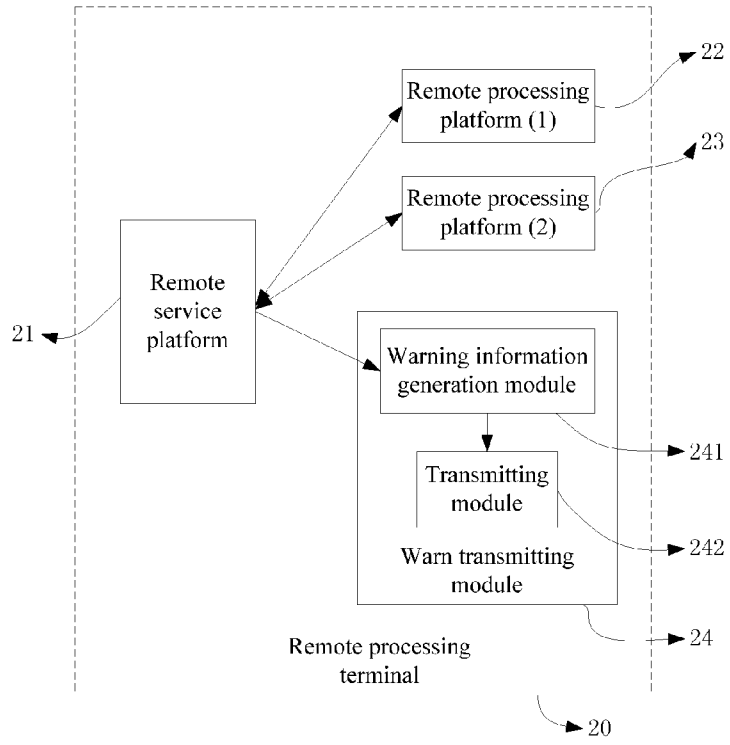 22
Remote processing
platform (1)
23
Remote processing
platform (2)
Remote
service
platform
21
Warning information
generation module
241
Transmitting
module
242
Warn transmitting
module
24
Remote processing
terminal
20